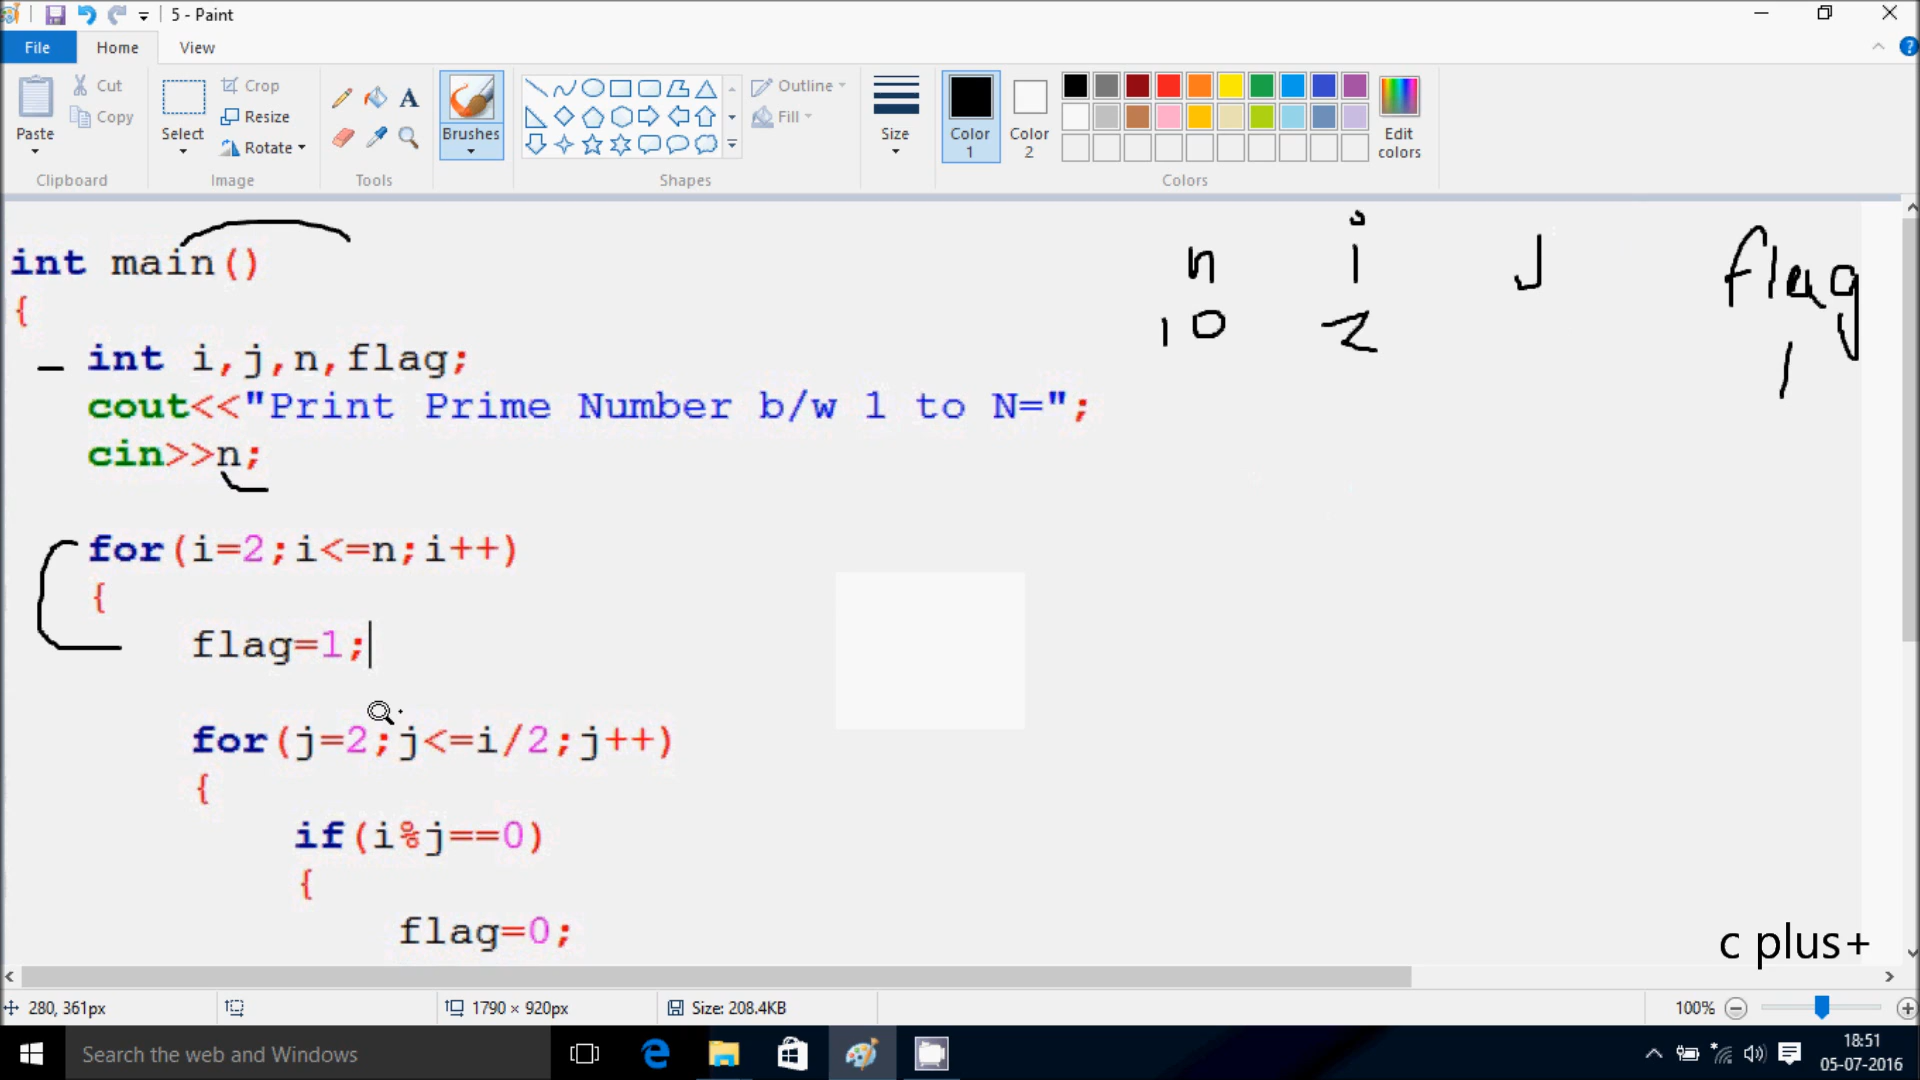 5 - Paint
File Home View
Paste Cut Copy Select Crop Resize Rotate Brushes Outline Fill Size Color 1 Color 2 Edit colors
Clipboard Image Tools Shapes Colors
int main()
{
int i,j,n,flag;
cout<<"Print Prime Number b/w 1 to N=";
cin>>n;
for(i=2;i<=n;i++)
{
flag=1;
for(j=2;j<=i/2;j++)
{
if(i%j==0)
{
flag=0;
n i J flag
10 2 1
c plus+
280, 361px 1790 × 920px Size: 208.4KB 100%
Search the web and Windows
18:51
05-07-2016